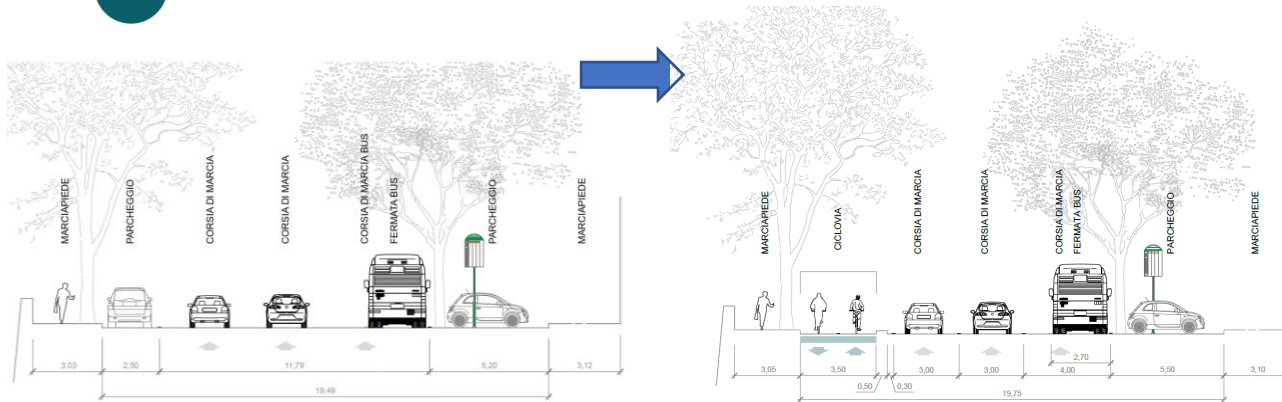 MARCIAPIEDE
PARCHEGGIO
CORSIA DI MARCIA
CORSIA DI MARCIA
CORSIA DI MARCIA BUS
FERMATA BUS
PARCHEGGIO
MARCIAPIEDE
3,03
2,50
11,79
5,20
3,12
19,49
MARCIAPIEDE
CICLOVIA
CORSIA DI MARCIA
CORSIA DI MARCIA
CORSIA DI MARCIA
FERMATA BUS
PARCHEGGIO
MARCIAPIEDE
2,70
3,05
3,50
3,00
3,00
4,00
5,50
3,10
0,50
0,30
19,75